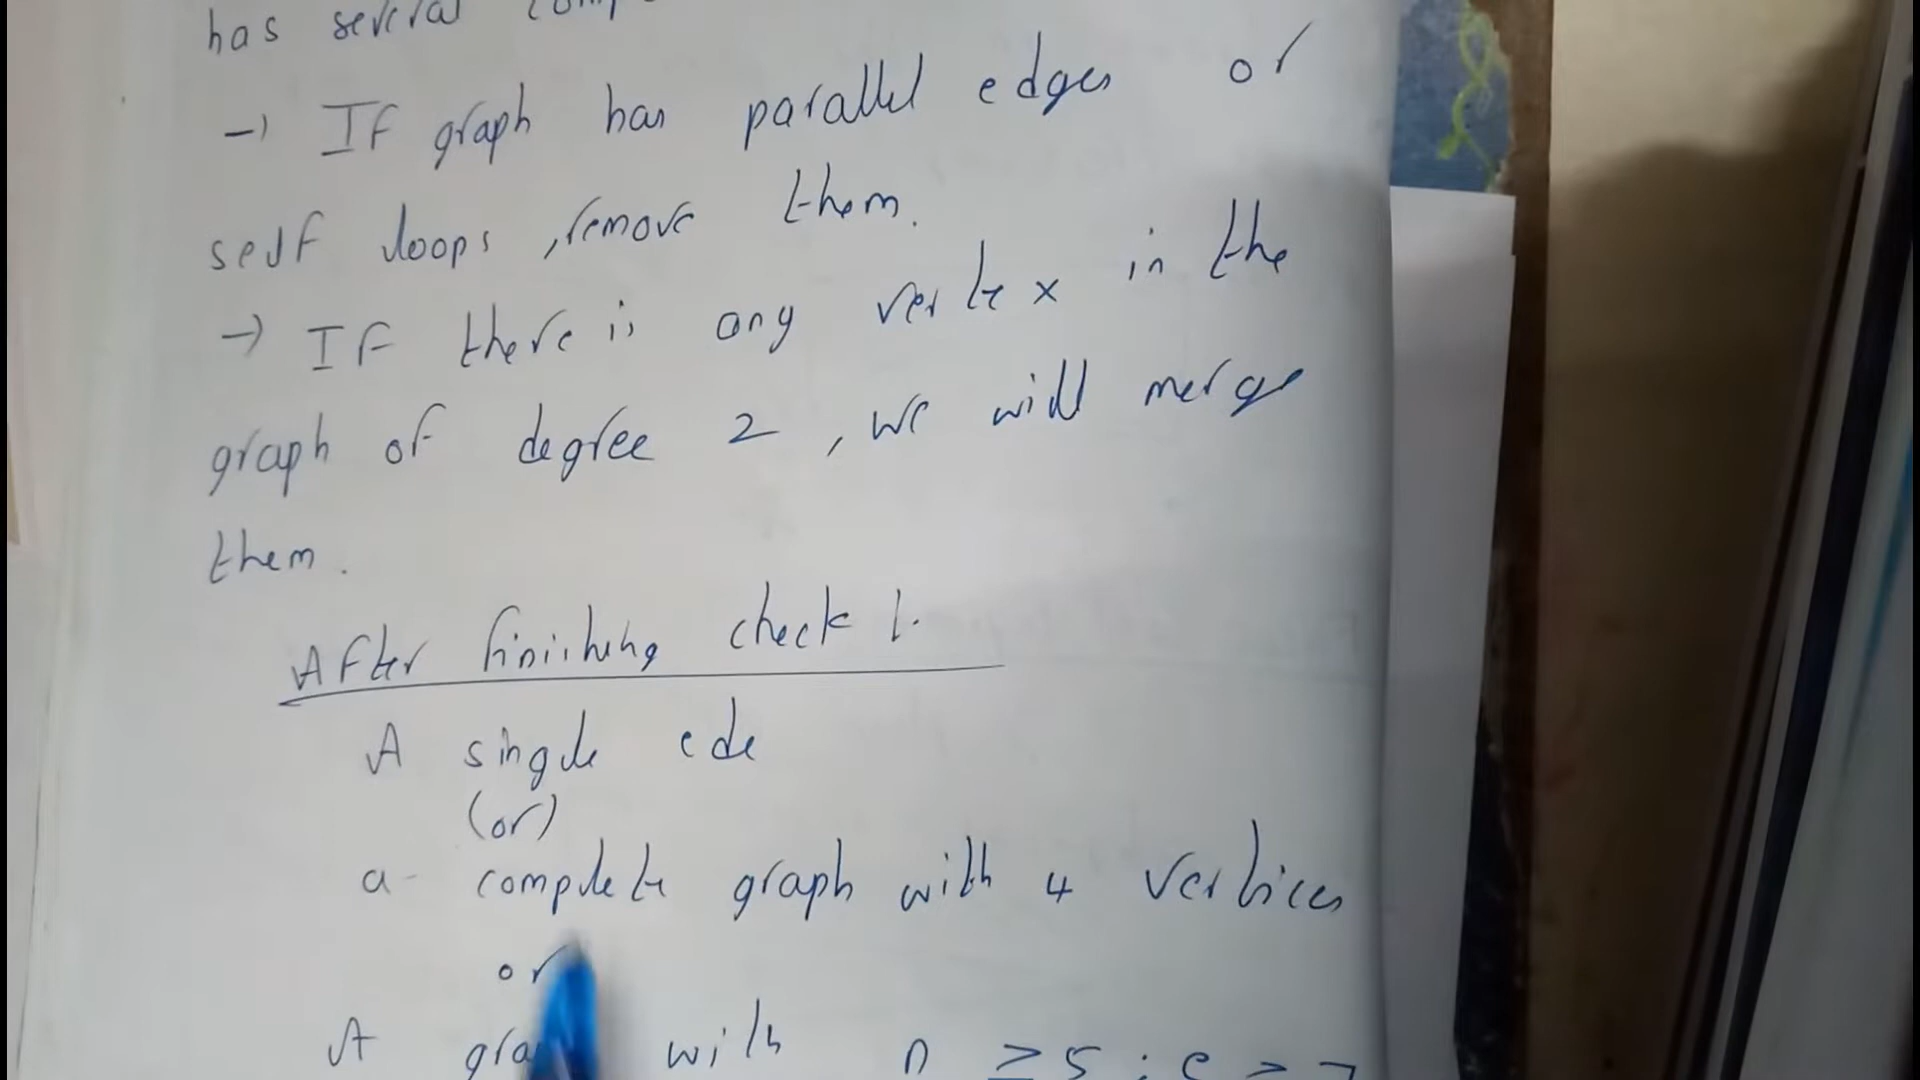 has several
→ If graph has parallel edges or
self loops, remove them.
→ If there is any vertex in the
graph of degree 2, we will merge
them.
After finishing check 1.
A single ede
(or)
a complete graph with 4 vertices
or
A with n ≥ 5 ; e > 7